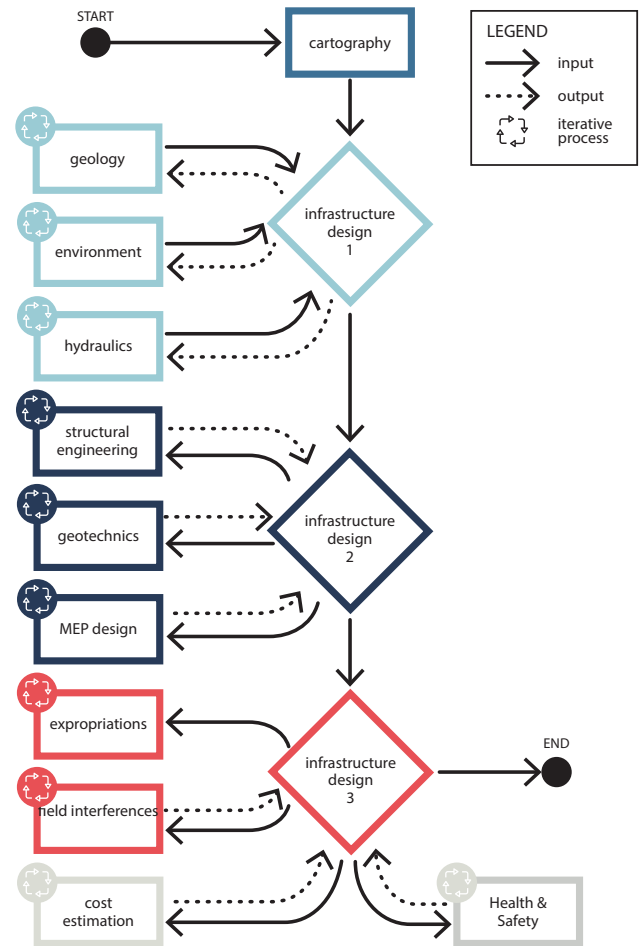 START
cartography
LEGEND
input
output
iterative
process
geology
infrastructure
design
1
environment
hydraulics
structural
engineering
geotechnics
infrastructure
design
2
MEP design
expropriations
infrastructure
design
3
END
field interferences
cost
estimation
Health &
Safety